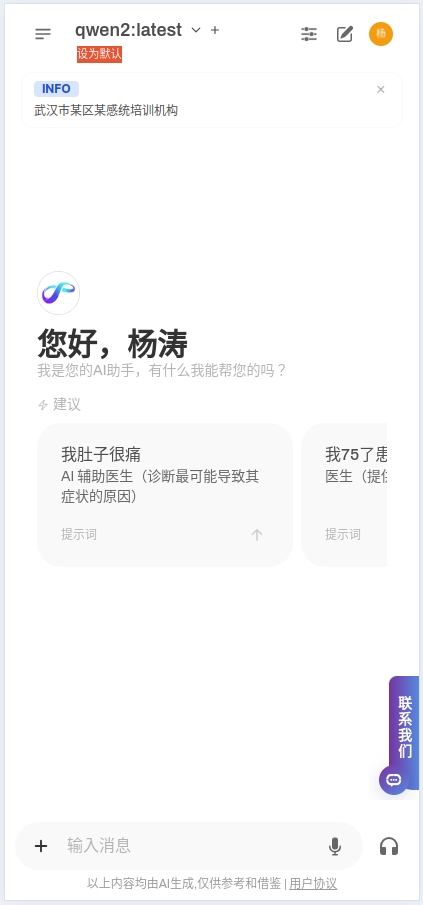 qwen2:latest
杨
设为默认
INFO
武汉市某区某感统培训机构
您好，杨涛
我是您的AI助手，有什么我能帮您的吗？
建议
我肚子很痛
AI 辅助医生（诊断最可能导致其
症状的原因）
提示词
我75了患
医生（提供
提示词
联系我们
输入消息
以上内容均由AI生成,仅供参考和借鉴 | 用户协议